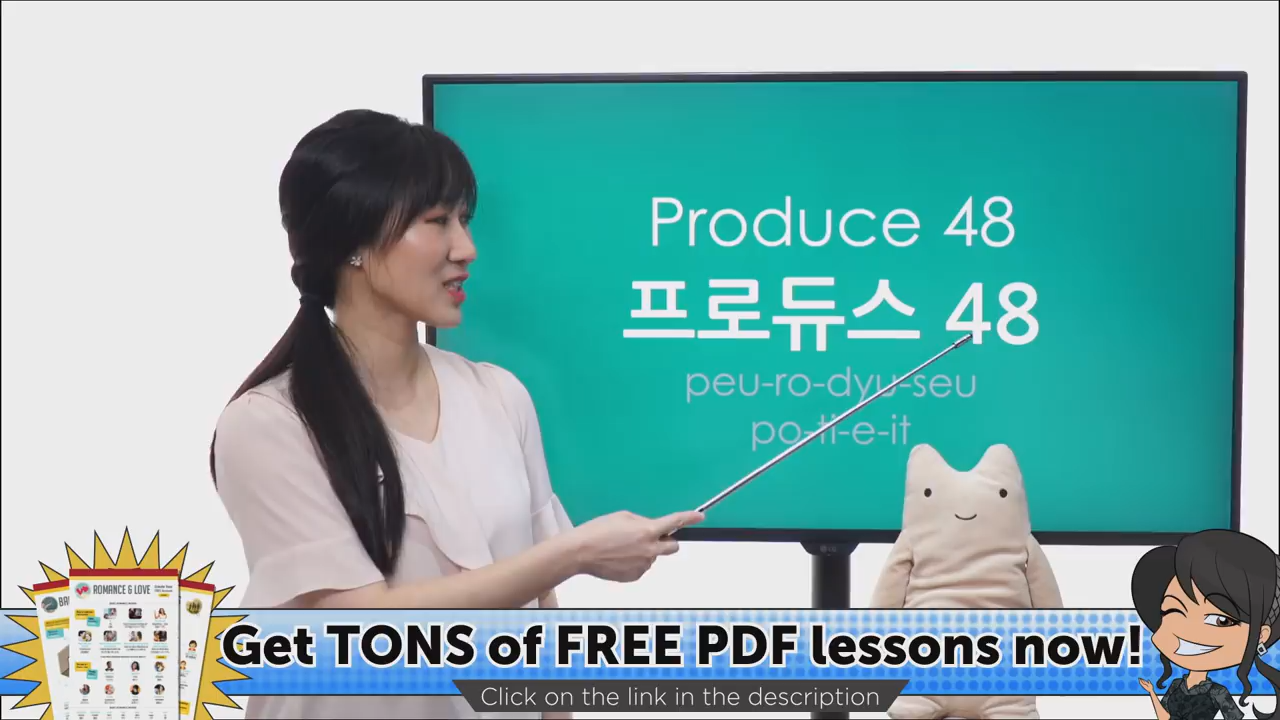 Produce 48
프로듀스 48
peu-ro-dyu-seu
po-ti-e-it
LG
ROMANCE & LOVE
Get TONS of FREE PDF lessons now!
Click on the link in the description